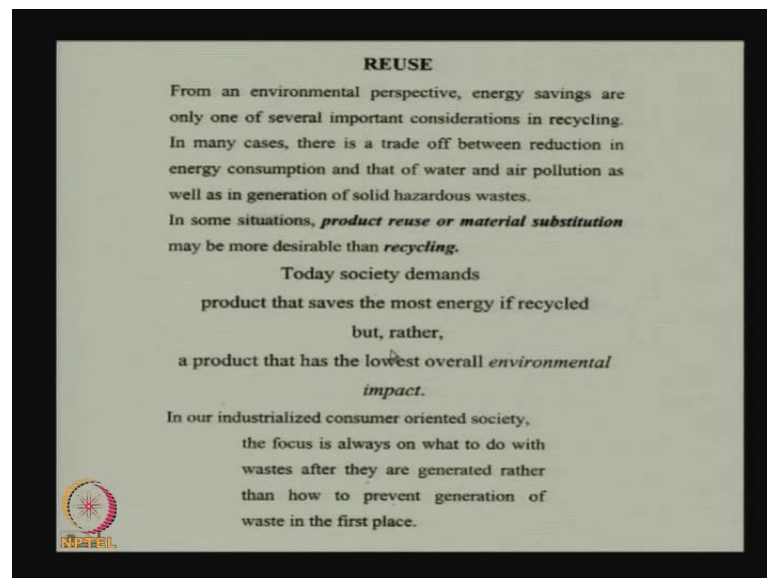 REUSE
From an environmental perspective, energy savings are
only one of several important considerations in recycling.
In many cases, there is a trade off between reduction in
energy consumption and that of water and air pollution as
well as in generation of solid hazardous wastes.
In some situations, product reuse or material substitution
may be more desirable than recycling.
Today society demands
product that saves the most energy if recycled
but, rather,
a product that has the lowest overall environmental
impact.
In our industrialized consumer oriented society,
the focus is always on what to do with
wastes after they are generated rather
than how to prevent generation of
waste in the first place.
NPTEL